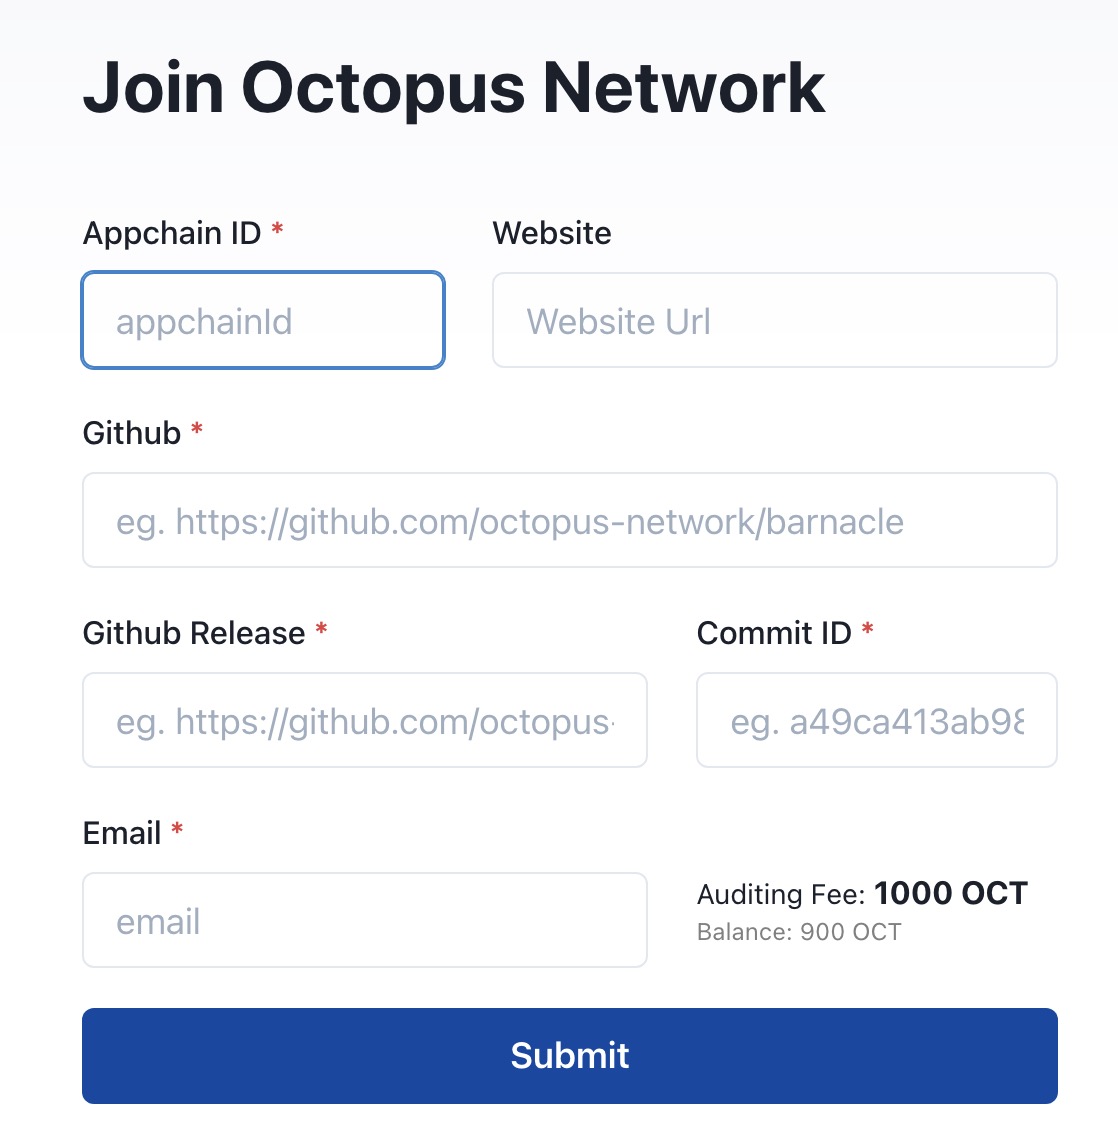 Join Octopus Network
Appchain ID *
Website
appchainId
Website Url
Github *
eg. https://github.com/octopus-network/barnacle
Github Release *
Commit ID *
eg. https://github.com/octopus-
eg. a49ca413ab98
Email *
email
Auditing Fee: 1000 OCT
Balance: 900 OCT
Submit